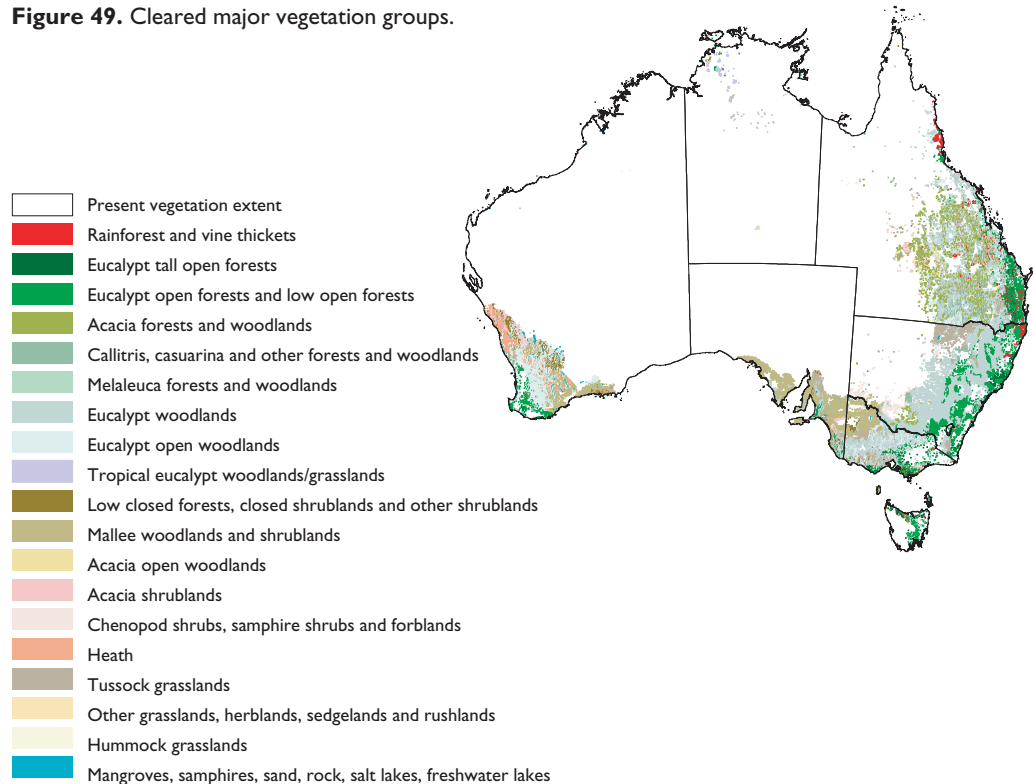 Figure 49. Cleared major vegetation groups.
Present vegetation extent
Rainforest and vine thickets
Eucalypt tall open forests
Eucalypt open forests and low open forests
Acacia forests and woodlands
Callitris, casuarina and other forests and woodlands
Melaleuca forests and woodlands
Eucalypt woodlands
Eucalypt open woodlands
Tropical eucalypt woodlands/grasslands
Low closed forests, closed shrublands and other shrublands
Mallee woodlands and shrublands
Acacia open woodlands
Acacia shrublands
Chenopod shrubs, samphire shrubs and forblands
Heath
Tussock grasslands
Other grasslands, herblands, sedgelands and rushlands
Hummock grasslands
Mangroves, samphires, sand, rock, salt lakes, freshwater lakes